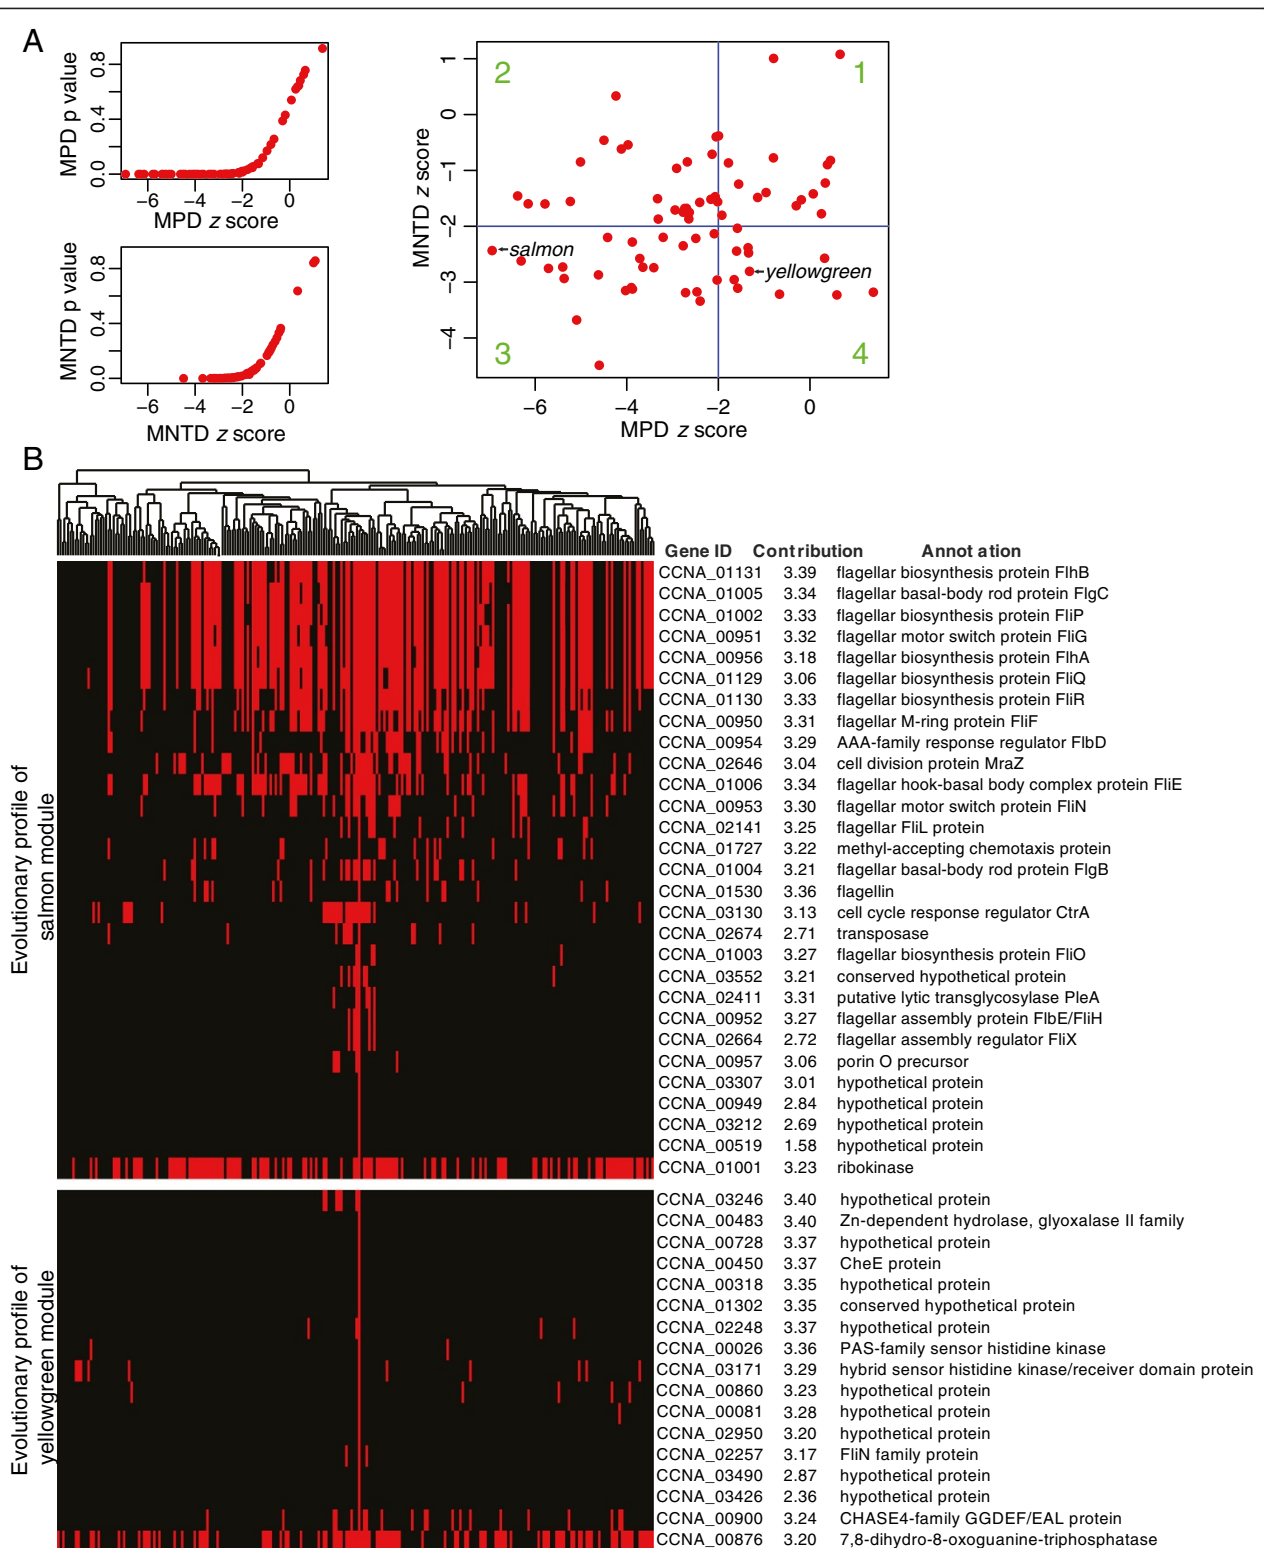 A
MPD p value
0.0 0.4 0.8
−6 −4 −2 0
MPD z score
MNTD p value
0.0 0.4 0.8
−6 −4 −2 0
MNTD z score
MNTD z score
1 0 −1 −2 −3 −4
2 1
salmon
yellowgreen
3 4
−6 −4 −2 0
MPD z score
B
Gene ID Contribution Annot ation
Evolutionary profile of
salmon module
CCNA_01131 3.39 flagellar biosynthesis protein FlhB
CCNA_01005 3.34 flagellar basal-body rod protein FlgC
CCNA_01002 3.33 flagellar biosynthesis protein FliP
CCNA_00951 3.32 flagellar motor switch protein FliG
CCNA_00956 3.18 flagellar biosynthesis protein FlhA
CCNA_01129 3.06 flagellar biosynthesis protein FliQ
CCNA_01130 3.33 flagellar biosynthesis protein FliR
CCNA_00950 3.31 flagellar M-ring protein FliF
CCNA_00954 3.29 AAA-family response regulator FlbD
CCNA_02646 3.04 cell division protein MraZ
CCNA_01006 3.34 flagellar hook-basal body complex protein FliE
CCNA_00953 3.30 flagellar motor switch protein FliN
CCNA_02141 3.25 flagellar FliL protein
CCNA_01727 3.22 methyl-accepting chemotaxis protein
CCNA_01004 3.21 flagellar basal-body rod protein FlgB
CCNA_01530 3.36 flagellin
CCNA_03130 3.13 cell cycle response regulator CtrA
CCNA_02674 2.71 transposase
CCNA_01003 3.27 flagellar biosynthesis protein FliO
CCNA_03552 3.21 conserved hypothetical protein
CCNA_02411 3.31 putative lytic transglycosylase PleA
CCNA_00952 3.27 flagellar assembly protein FlbE/FliH
CCNA_02664 2.72 flagellar assembly regulator FliX
CCNA_00957 3.06 porin O precursor
CCNA_03307 3.01 hypothetical protein
CCNA_00949 2.84 hypothetical protein
CCNA_03212 2.69 hypothetical protein
CCNA_00519 1.58 hypothetical protein
CCNA_01001 3.23 ribokinase
Evolutionary profile of
yellowgreen module
CCNA_03246 3.40 hypothetical protein
CCNA_00483 3.40 Zn-dependent hydrolase, glyoxalase II family
CCNA_00728 3.37 hypothetical protein
CCNA_00450 3.37 CheE protein
CCNA_00318 3.35 hypothetical protein
CCNA_01302 3.35 conserved hypothetical protein
CCNA_02248 3.37 hypothetical protein
CCNA_00026 3.36 PAS-family sensor histidine kinase
CCNA_03171 3.29 hybrid sensor histidine kinase/receiver domain protein
CCNA_00860 3.23 hypothetical protein
CCNA_00081 3.28 hypothetical protein
CCNA_02950 3.20 hypothetical protein
CCNA_02257 3.17 FliN family protein
CCNA_03490 2.87 hypothetical protein
CCNA_03426 2.36 hypothetical protein
CCNA_00900 3.24 CHASE4-family GGDEF/EAL protein
CCNA_00876 3.20 7,8-dihydro-8-oxoguanine-triphosphatase